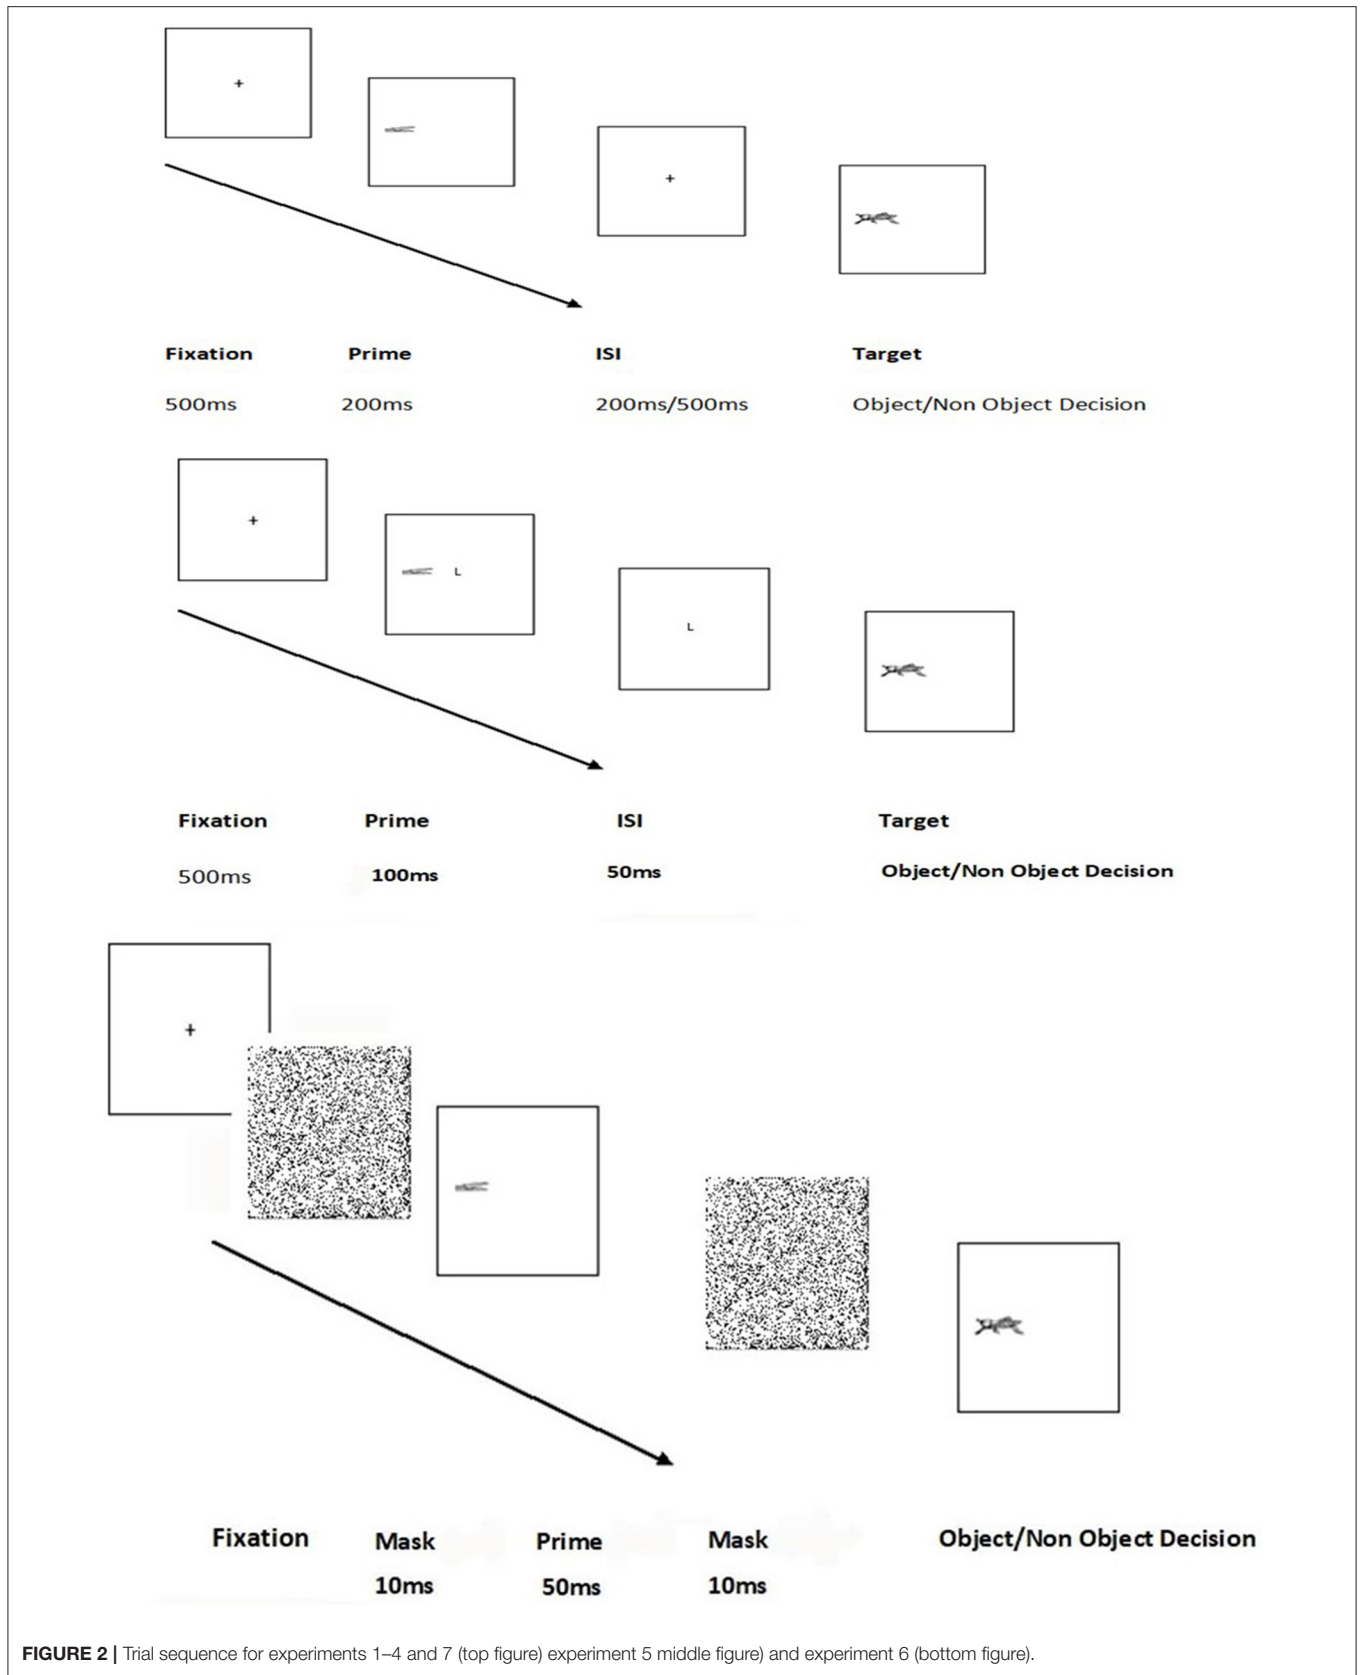 +
+
Fixation Prime ISI Target
500ms 200ms 200ms/500ms Object/Non Object Decision
+
L
L
Fixation Prime ISI Target
500ms 100ms 50ms Object/Non Object Decision
+
Fixation Mask Prime Mask Object/Non Object Decision
10ms 50ms 10ms
FIGURE 2 | Trial sequence for experiments 1–4 and 7 (top figure) experiment 5 middle figure) and experiment 6 (bottom figure).